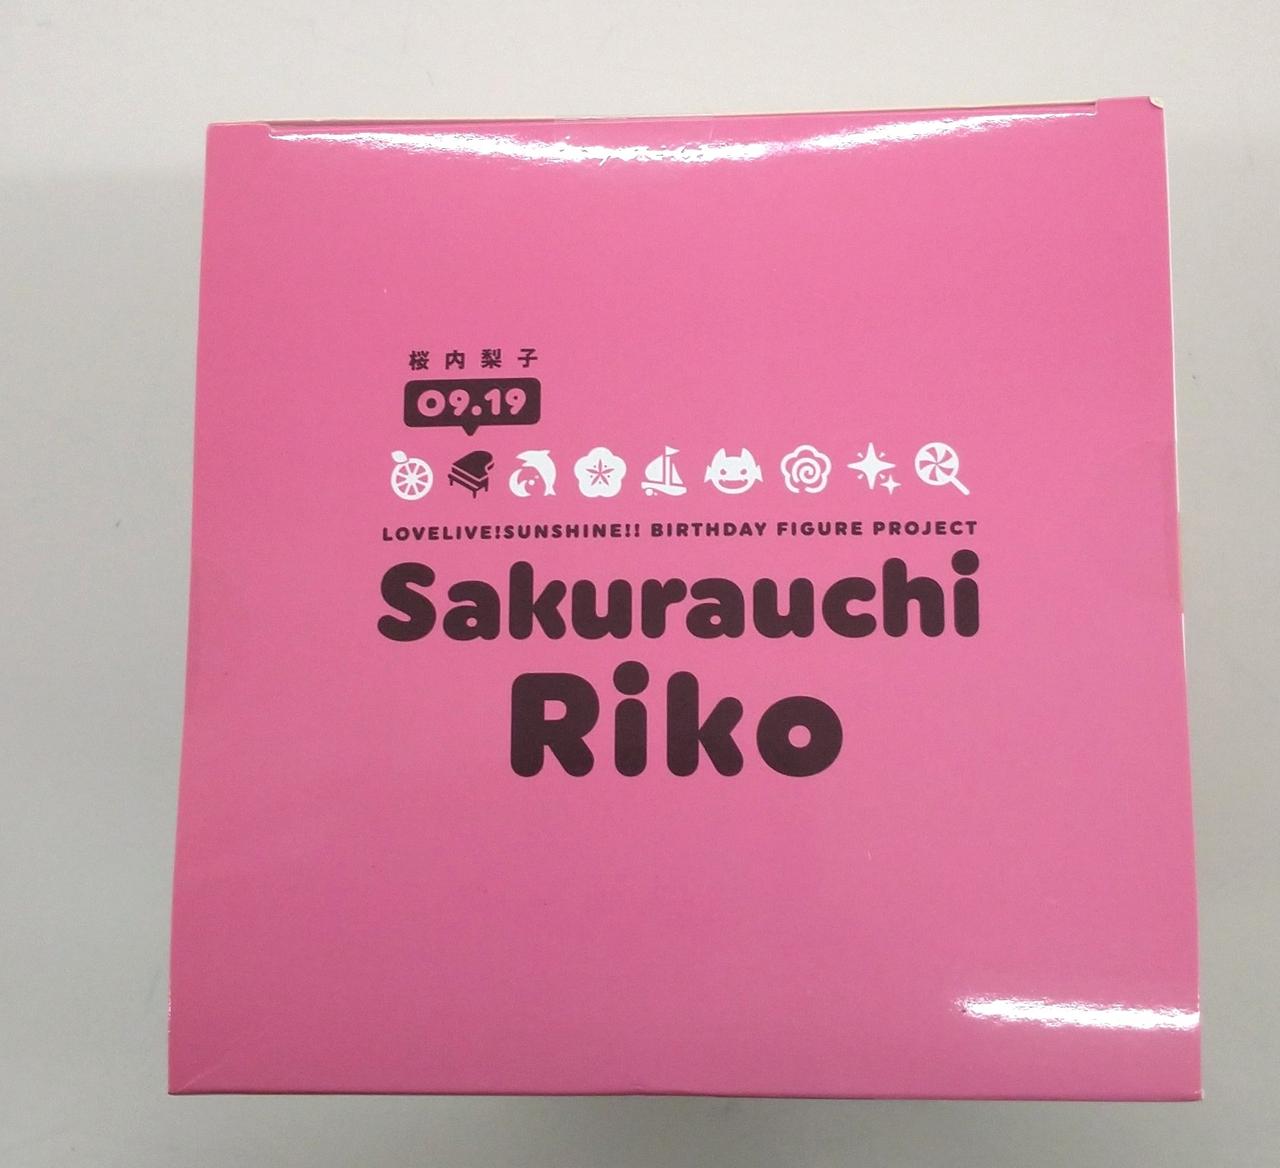 桜内梨子
09.19
LOVELIVE!SUNSHINE!! BIRTHDAY FIGURE PROJECT
Sakurauchi
Riko